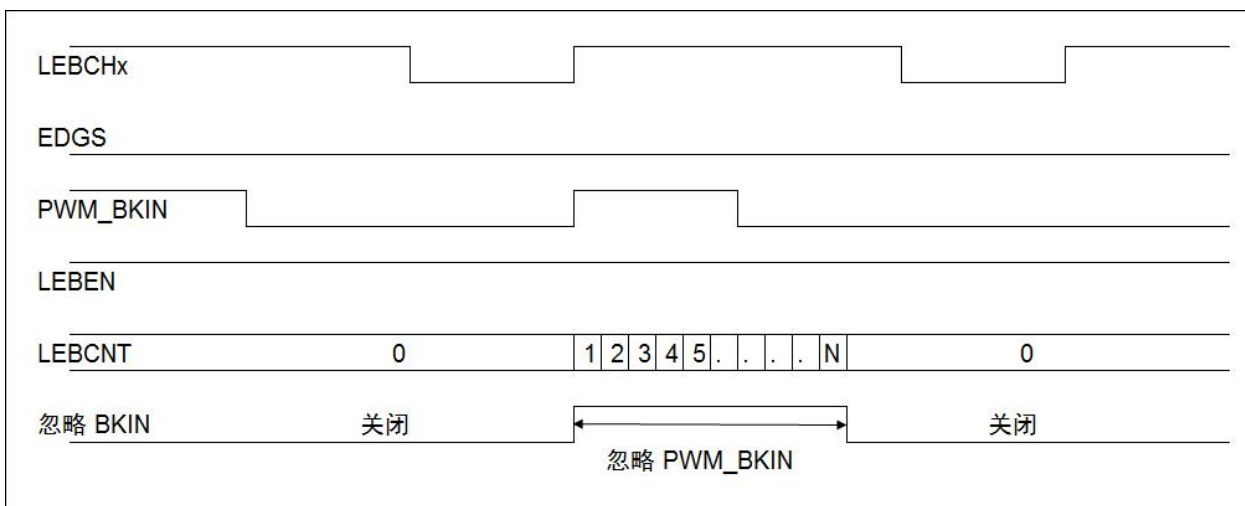 LEBCHx
EDGS
PWM_BKIN
LEBEN
LEBCNT 0 1 2 3 4 5 . . . . N 0
忽略 BKIN 关闭 关闭
忽略 PWM_BKIN